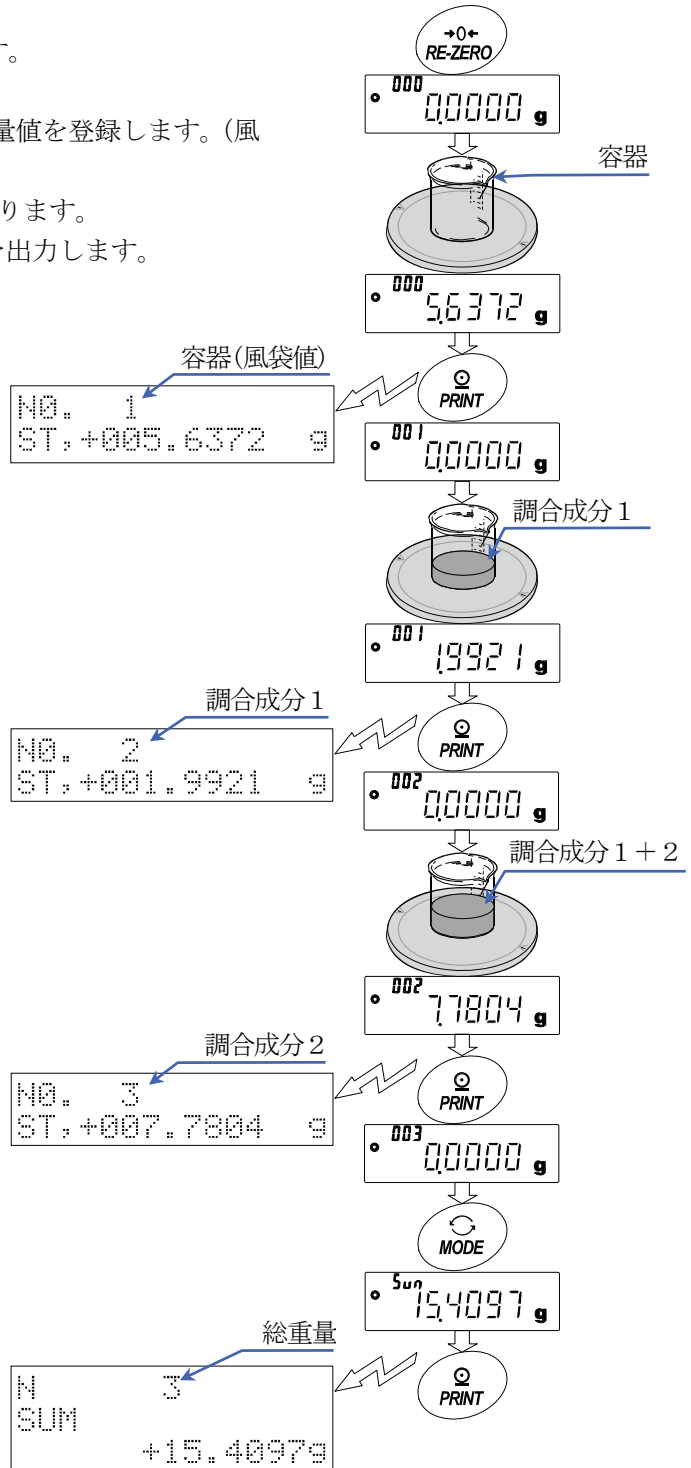 →0←
RE-ZERO
す。
000 0.0000 g
量値を登録します。(風
容器
ります。
を出力します。
000 5.6372 g
容器(風袋値)
PRINT
N0. 1
ST,+005.6372 g
001 0.0000 g
調合成分1
001 1.9921 g
調合成分1
PRINT
N0. 2
ST,+001.9921 g
002 0.0000 g
調合成分1+2
002 7.7804 g
調合成分2
PRINT
N0. 3
ST,+007.7804 g
003 0.0000 g
MODE
Sun 15.4097 g
総重量
PRINT
N 3
SUM
+15.4097g